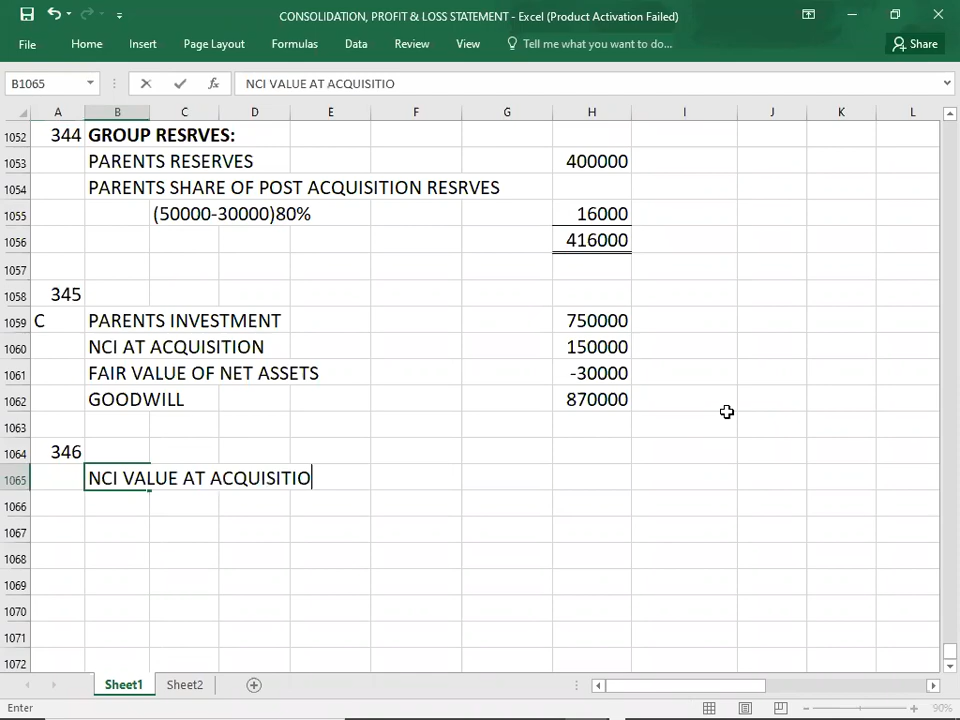 CONSOLIDATION, PROFIT & LOSS STATEMENT - Excel (Product Activation Failed)
File Home Insert Page Layout Formulas Data Review View Tell me what you want to do... Share
B1065 fx NCI VALUE AT ACQUISITIO
A B C D E F G H I J K L
1052 344 GROUP RESRVES:
1053 PARENTS RESERVES 400000
1054 PARENTS SHARE OF POST ACQUISITION RESRVES
1055 (50000-30000)80% 16000
1056 416000
1057
1058 345
1059 C PARENTS INVESTMENT 750000
1060 NCI AT ACQUISITION 150000
1061 FAIR VALUE OF NET ASSETS -30000
1062 GOODWILL 870000
1063
1064 346
1065 NCI VALUE AT ACQUISITIO
1066
1067
1068
1069
1070
1071
1072
Sheet1 Sheet2
Enter 90%